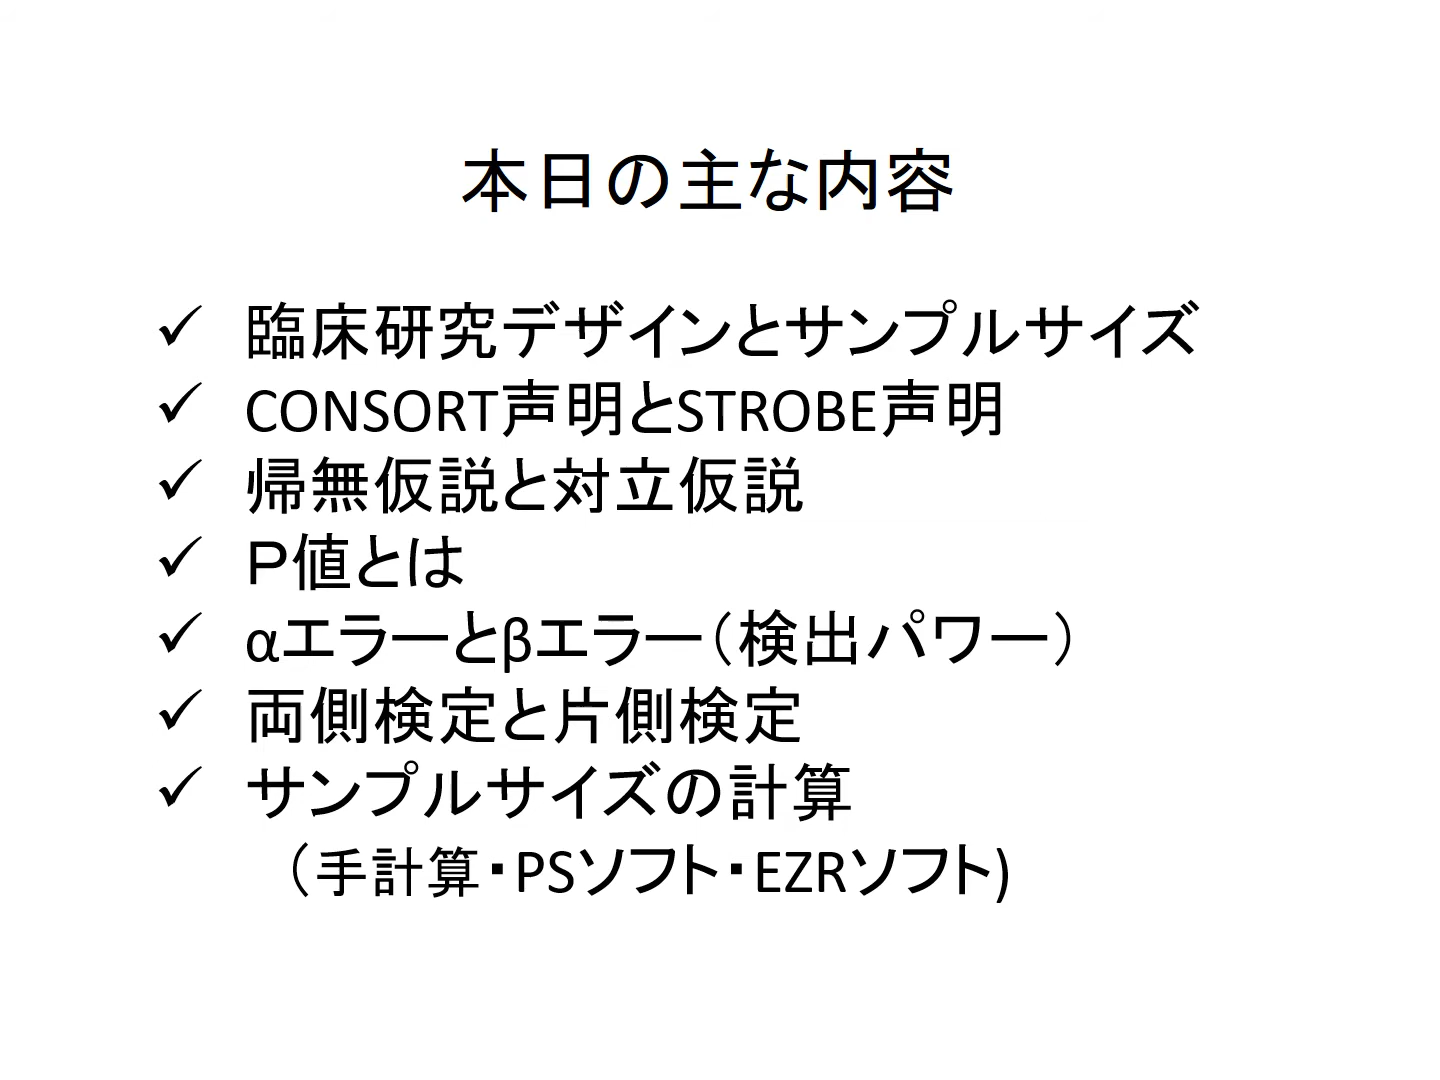 本日の主な内容
✓ 臨床研究デザインとサンプルサイズ
✓ CONSORT声明とSTROBE声明
✓ 帰無仮説と対立仮説
✓ Ｐ値とは
✓ αエラーとβエラー（検出パワー）
✓ 両側検定と片側検定
✓ サンプルサイズの計算
（手計算・PSソフト・EZRソフト)